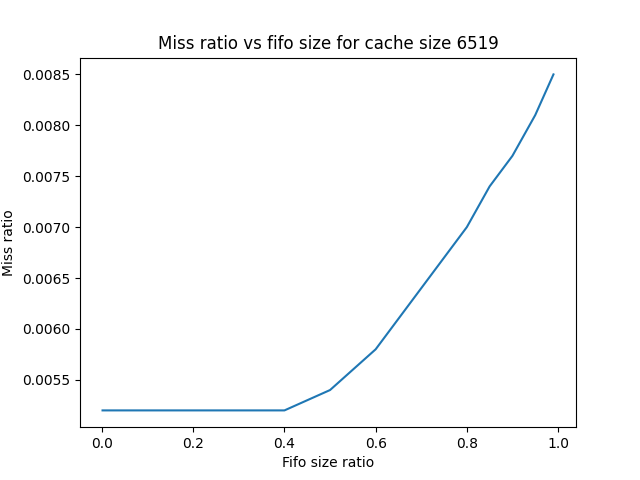 Miss ratio vs fifo size for cache size 6519
0.0085
0.0080
0.0075
0.0070
0.0065
0.0060
0.0055
Miss ratio
0.0 0.2 0.4 0.6 0.8 1.0
Fifo size ratio